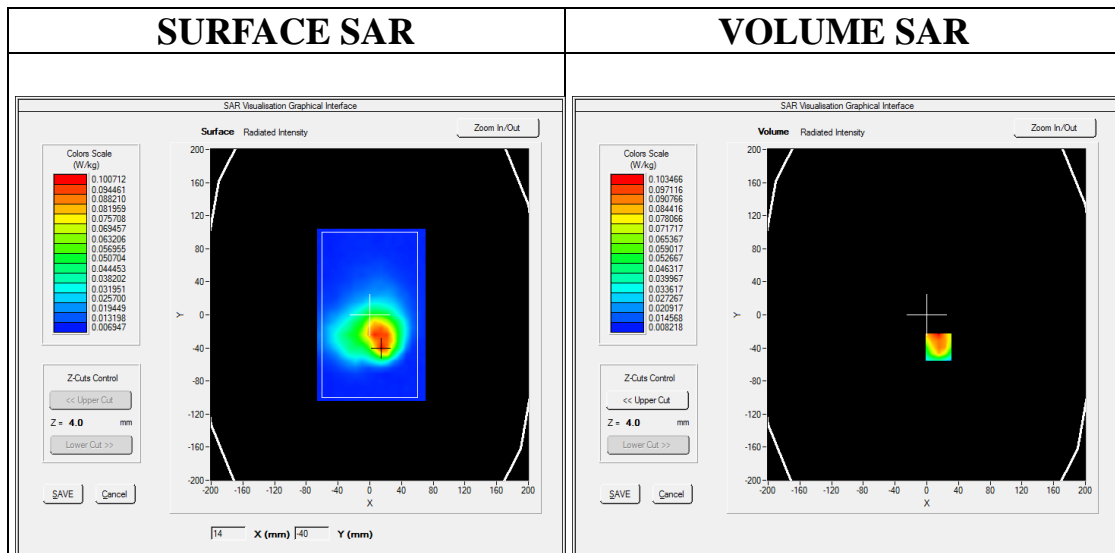 SURFACE SAR
VOLUME SAR
SAR Visualisation Graphical Interface
Surface Radiated Intensity
Zoom In/Out
Colors Scale
(W/kg)
0.100712
0.094461
0.088210
0.081959
0.075708
0.069457
0.063206
0.056955
0.050704
0.044453
0.038202
0.031951
0.025700
0.019449
0.013198
0.006947
Z-Cuts Control
<< Upper Cut
Z = 4.0 mm
Lower Cut >>
SAVE Cancel
200
160
120
80
40
0
-40
-80
-120
-160
-200
Y
-200 -160 -120 -80 -40 0 40 80 120 160 200
X
14 X (mm) -40 Y (mm)
SAR Visualisation Graphical Interface
Volume Radiated Intensity
Zoom In/Out
Colors Scale
(W/kg)
0.103466
0.097116
0.090766
0.084416
0.078066
0.071717
0.065367
0.059017
0.052667
0.046317
0.039967
0.033617
0.027267
0.020917
0.014568
0.008218
Z-Cuts Control
<< Upper Cut
Z = 4.0 mm
Lower Cut >>
SAVE Cancel
200
160
120
80
40
0
-40
-80
-120
-160
-200
Y
-200 -160 -120 -80 -40 0 40 80 120 160 200
X